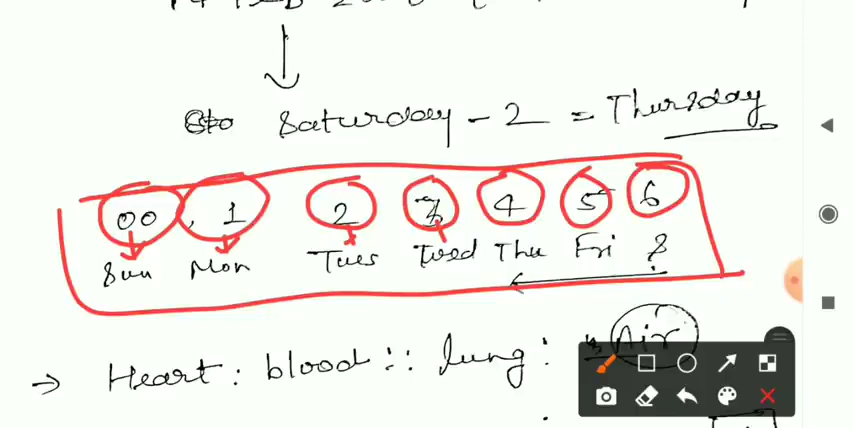 Saturday - 2 = Thursday
00, 1 2 3 4 5 6
Sun Mon Tues Wed Thu Fri S
→ Heart : blood :: lung : Air